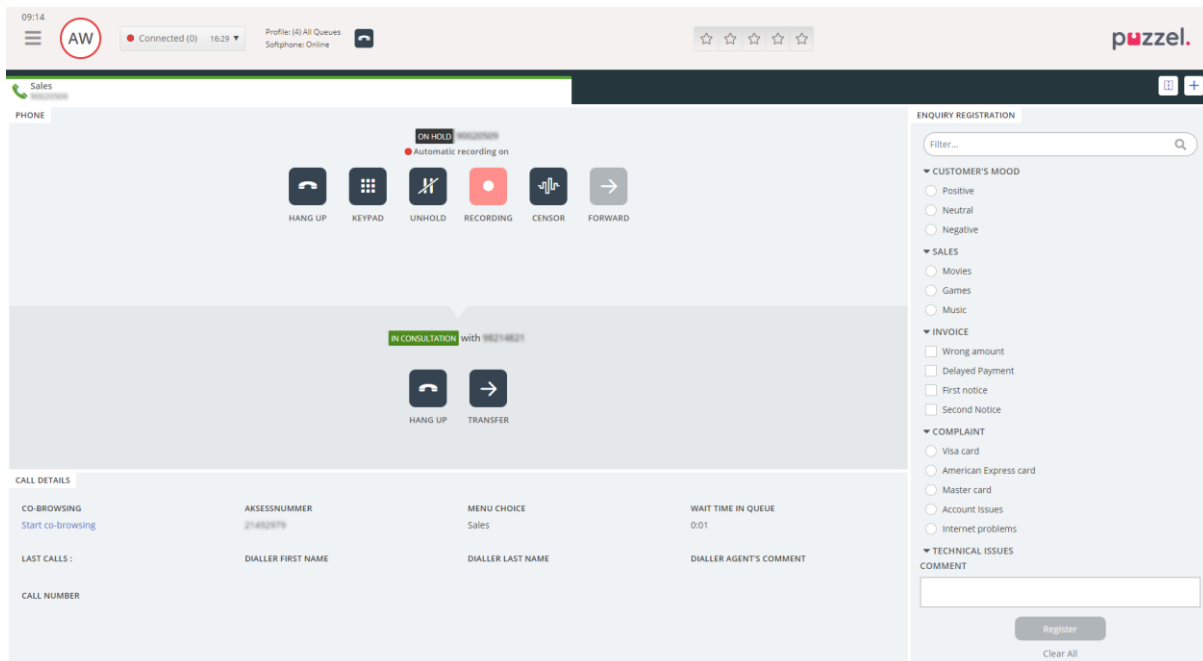 09:14
AW
Connected (0) 16:29
Profile: (4) All Queues
Softphone: Online
puzzel.
Sales
PHONE
ON HOLD
Automatic recording on
HANG UP KEYPAD UNHOLD RECORDING CENSOR FORWARD
IN CONSULTATION with
HANG UP TRANSFER
CALL DETAILS
CO-BROWSING AKSESSNUMMER MENU CHOICE WAIT TIME IN QUEUE
Start co-browsing Sales 0:01
LAST CALLS : DIALLER FIRST NAME DIALLER LAST NAME DIALLER AGENT'S COMMENT
CALL NUMBER
ENQUIRY REGISTRATION
Filter...
CUSTOMER'S MOOD
Positive
Neutral
Negative
SALES
Movies
Games
Music
INVOICE
Wrong amount
Delayed Payment
First notice
Second Notice
COMPLAINT
Visa card
American Express card
Master card
Account issues
Internet problems
TECHNICAL ISSUES
COMMENT
Register
Clear All